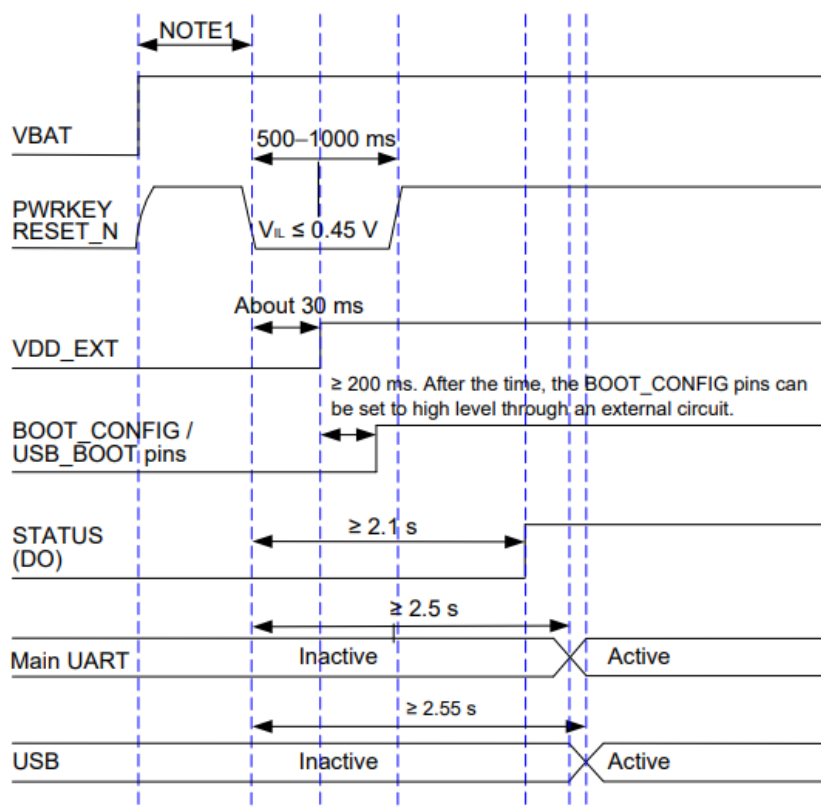 NOTE1
VBAT
500–1000 ms
PWRKEY
RESET_N
VIL ≤ 0.45 V
About 30 ms
VDD_EXT
≥ 200 ms. After the time, the BOOT_CONFIG pins can
be set to high level through an external circuit.
BOOT_CONFIG /
USB_BOOT pins
≥ 2.1 s
STATUS
(DO)
≥ 2.5 s
Main UART
Inactive
Active
≥ 2.55 s
USB
Inactive
Active